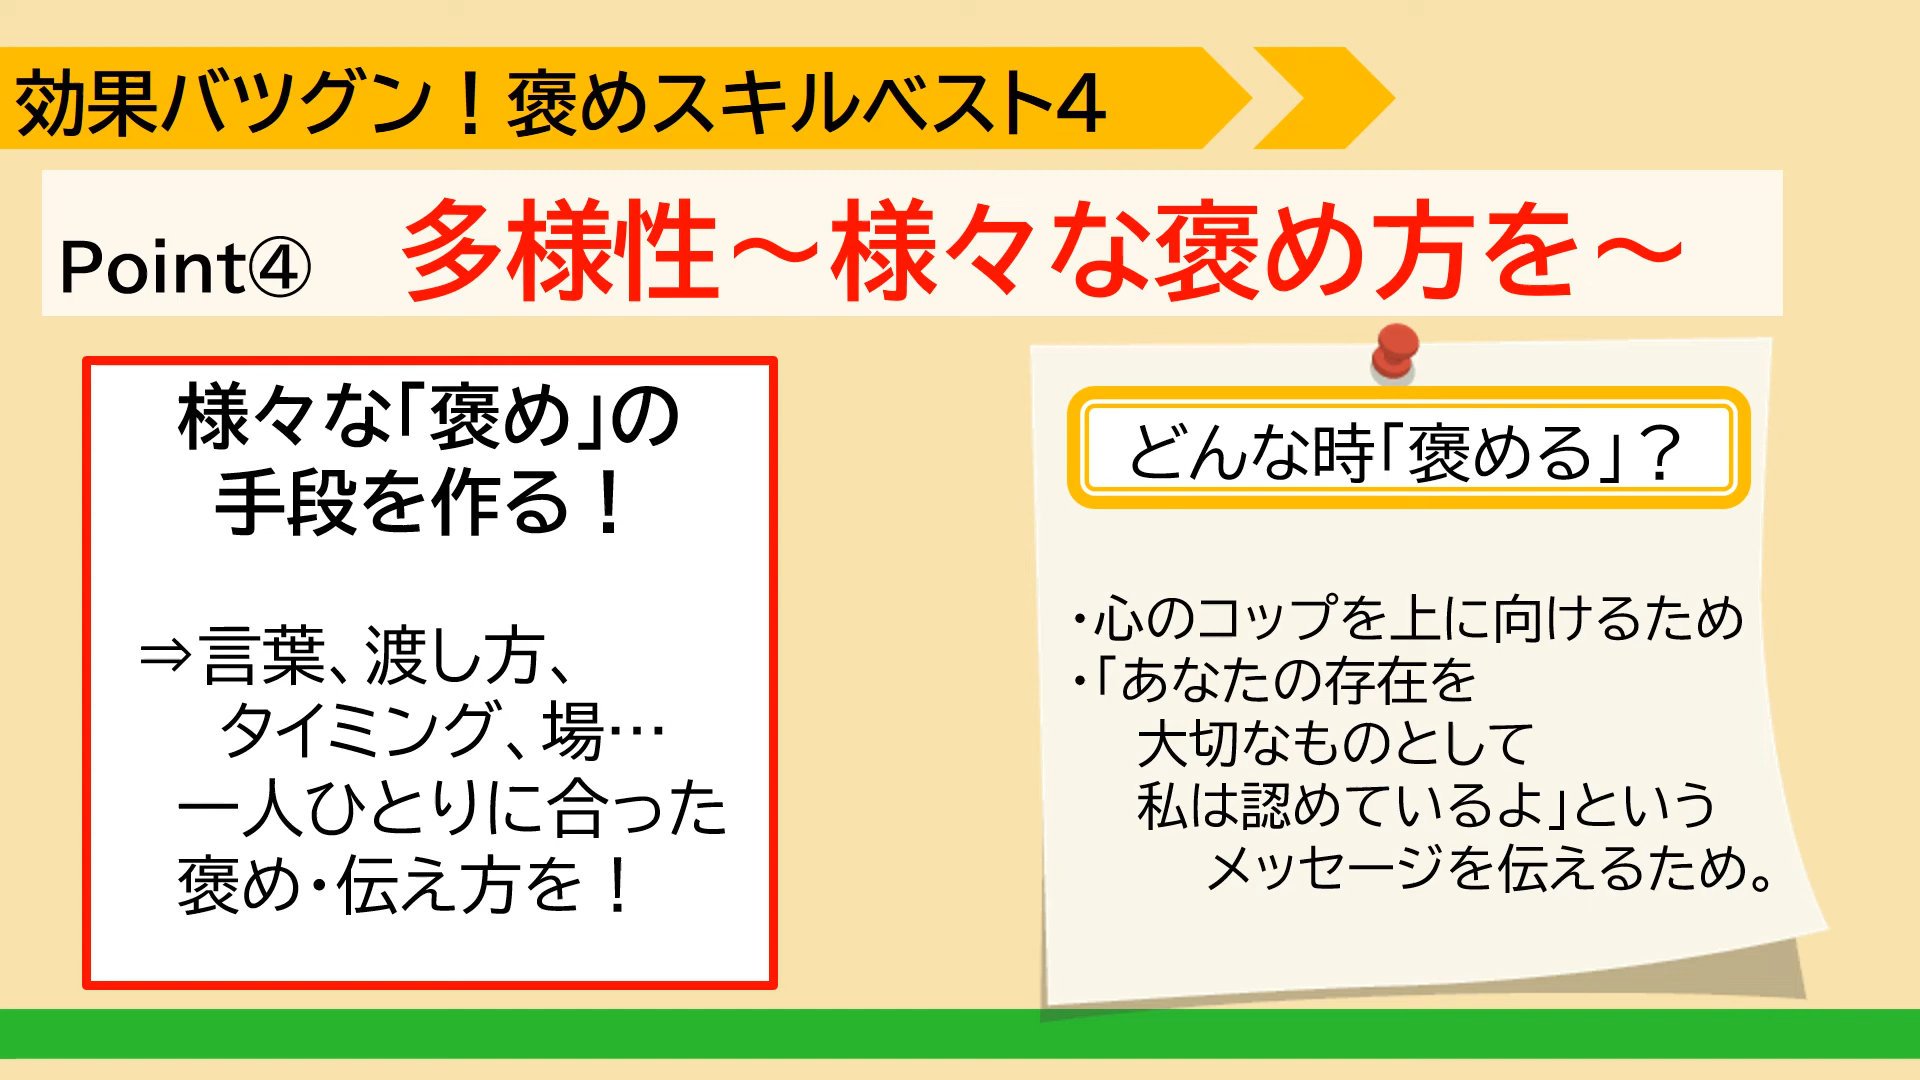 効果バツグン！褒めスキルベスト4
Point④　多様性～様々な褒め方を～
様々な「褒め」の
手段を作る！
⇒言葉、渡し方、
タイミング、場…
一人ひとりに合った
褒め・伝え方を！
どんな時「褒める」？
・心のコップを上に向けるため
・「あなたの存在を
大切なものとして
私は認めているよ」という
メッセージを伝えるため。